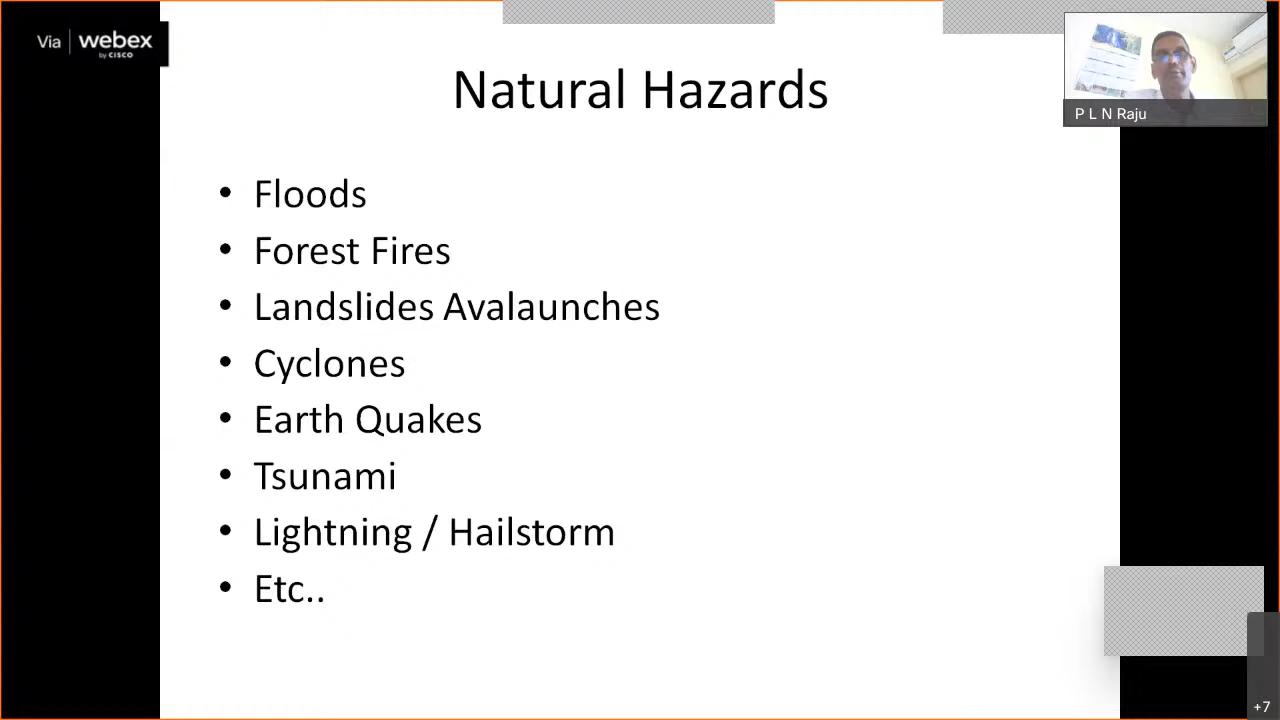 Via webex
by CISCO
Natural Hazards
P L N Raju
• Floods
• Forest Fires
• Landslides Avalaunches
• Cyclones
• Earth Quakes
• Tsunami
• Lightning / Hailstorm
• Etc..
+7